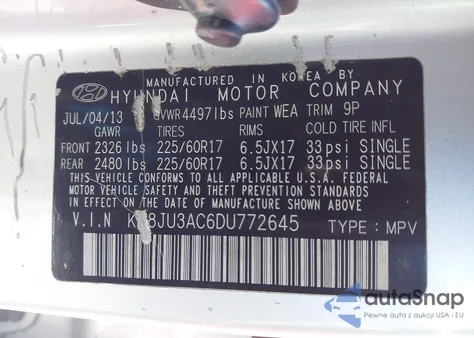 MANUFACTURED IN KOREA BY
HYUNDAI MOTOR COMPANY
JUL/04/13 GVWR 4497lbs PAINT WEA TRIM 9P
GAWR TIRES RIMS COLD TIRE INFL
FRONT 2326 lbs 225/60R17 6.5JX17 33psi SINGLE
REAR 2480 lbs 225/60R17 6.5JX17 33psi SINGLE
THIS VEHICLE CONFORMS TO ALL APPLICABLE U.S.A. FEDERAL
MOTOR VEHICLE SAFETY, BUMPER, AND THEFT PREVENTION
STANDARDS IN EFFECT ON THE DATE OF MANUFACTURE SHOWN ABOVE.
V.I.N 8JU3AC6DU772645 TYPE : MPV
autoSnap
Pewne auta z aukcji USA i EU